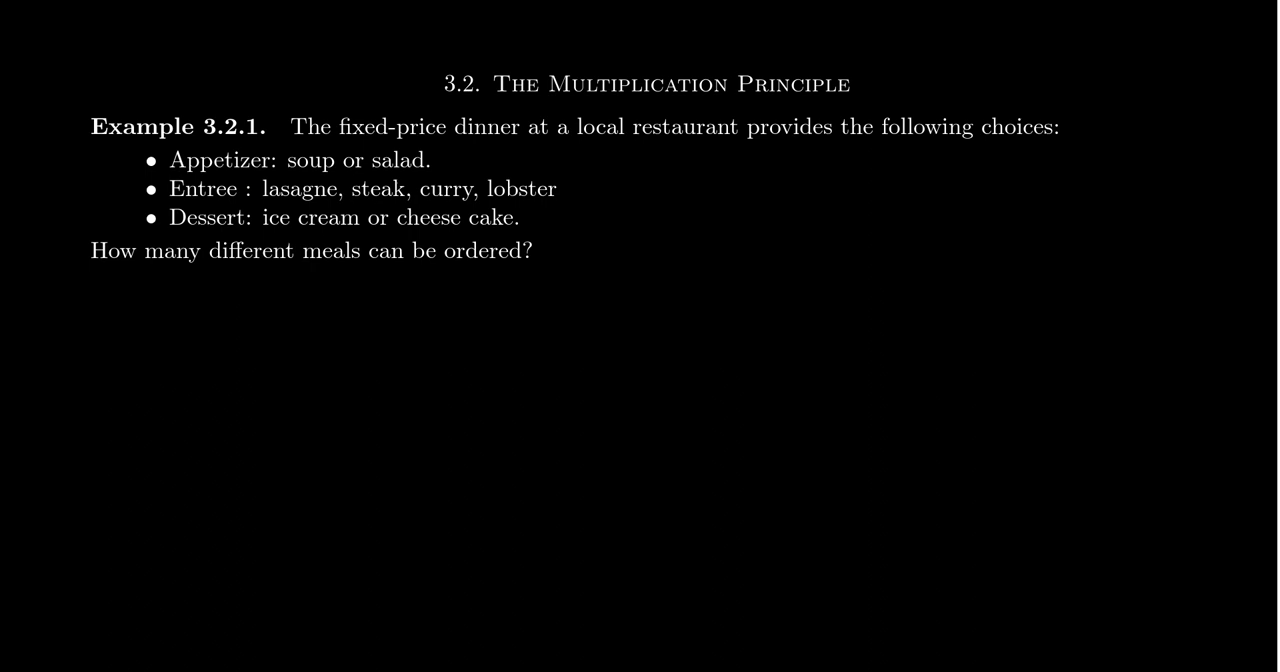 3.2. The Multiplication Principle
Example 3.2.1. The fixed-price dinner at a local restaurant provides the following choices:
• Appetizer: soup or salad.
• Entree : lasagne, steak, curry, lobster
• Dessert: ice cream or cheese cake.
How many different meals can be ordered?